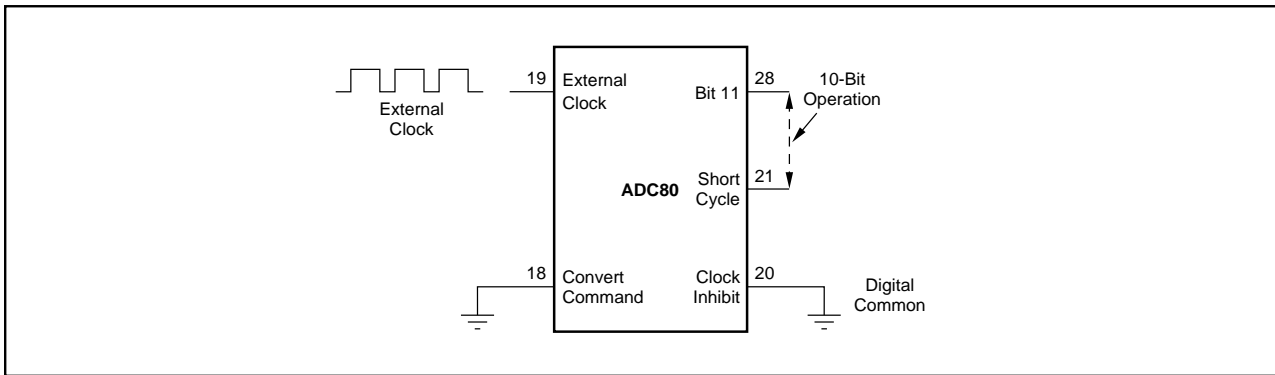 19
External
Clock
External
Clock
Bit 11
28
10-Bit
Operation
ADC80
Short
Cycle
21
18
Convert
Command
Clock
Inhibit
20
Digital
Common